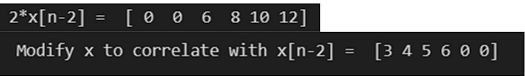 2*x[n-2] = [ 0 0 6 8 10 12]
Modify x to correlate with x[n-2] = [3 4 5 6 0 0]